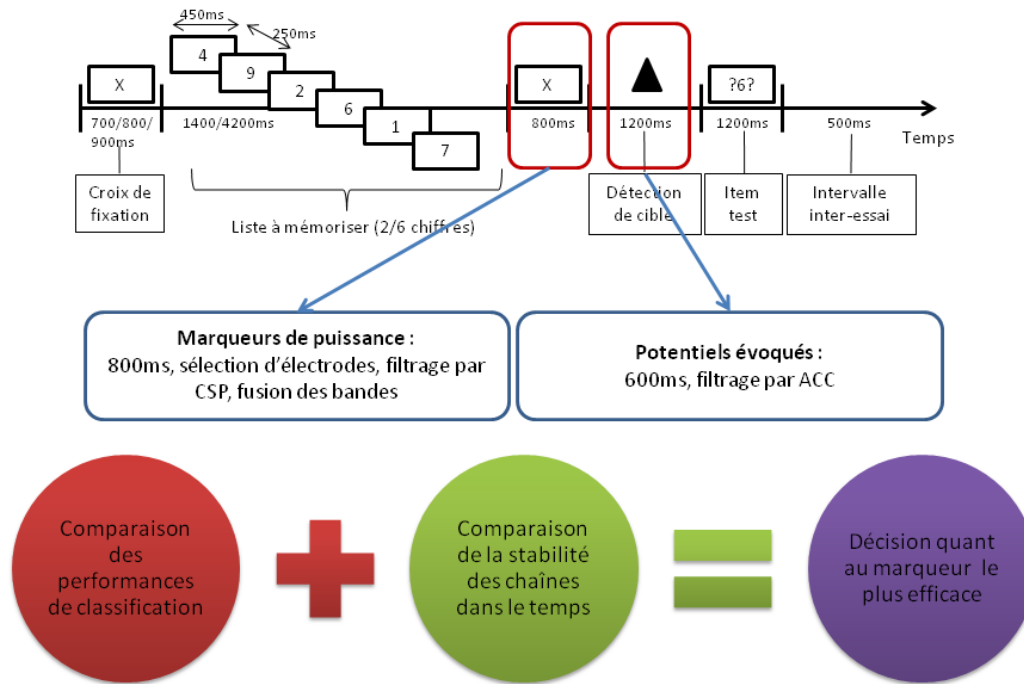 450ms
250ms
4
9
2
6
1
7
X
X
?6?
700/800/
900ms
1400/4200ms
800ms
1200ms
1200ms
500ms
Temps
Croix de
fixation
Liste à mémoriser (2/6 chiffres)
Détection
de cible
Item
test
Intervalle
inter-essai
Marqueurs de puissance :
800ms, sélection d'électrodes, filtrage par
CSP, fusion des bandes
Potentiels évoqués :
600ms, filtrage par ACC
Comparaison
des
performances
de classification
Comparaison
de la stabilité
des chaînes
dans le temps
Décision quant
au marqueur le
plus efficace